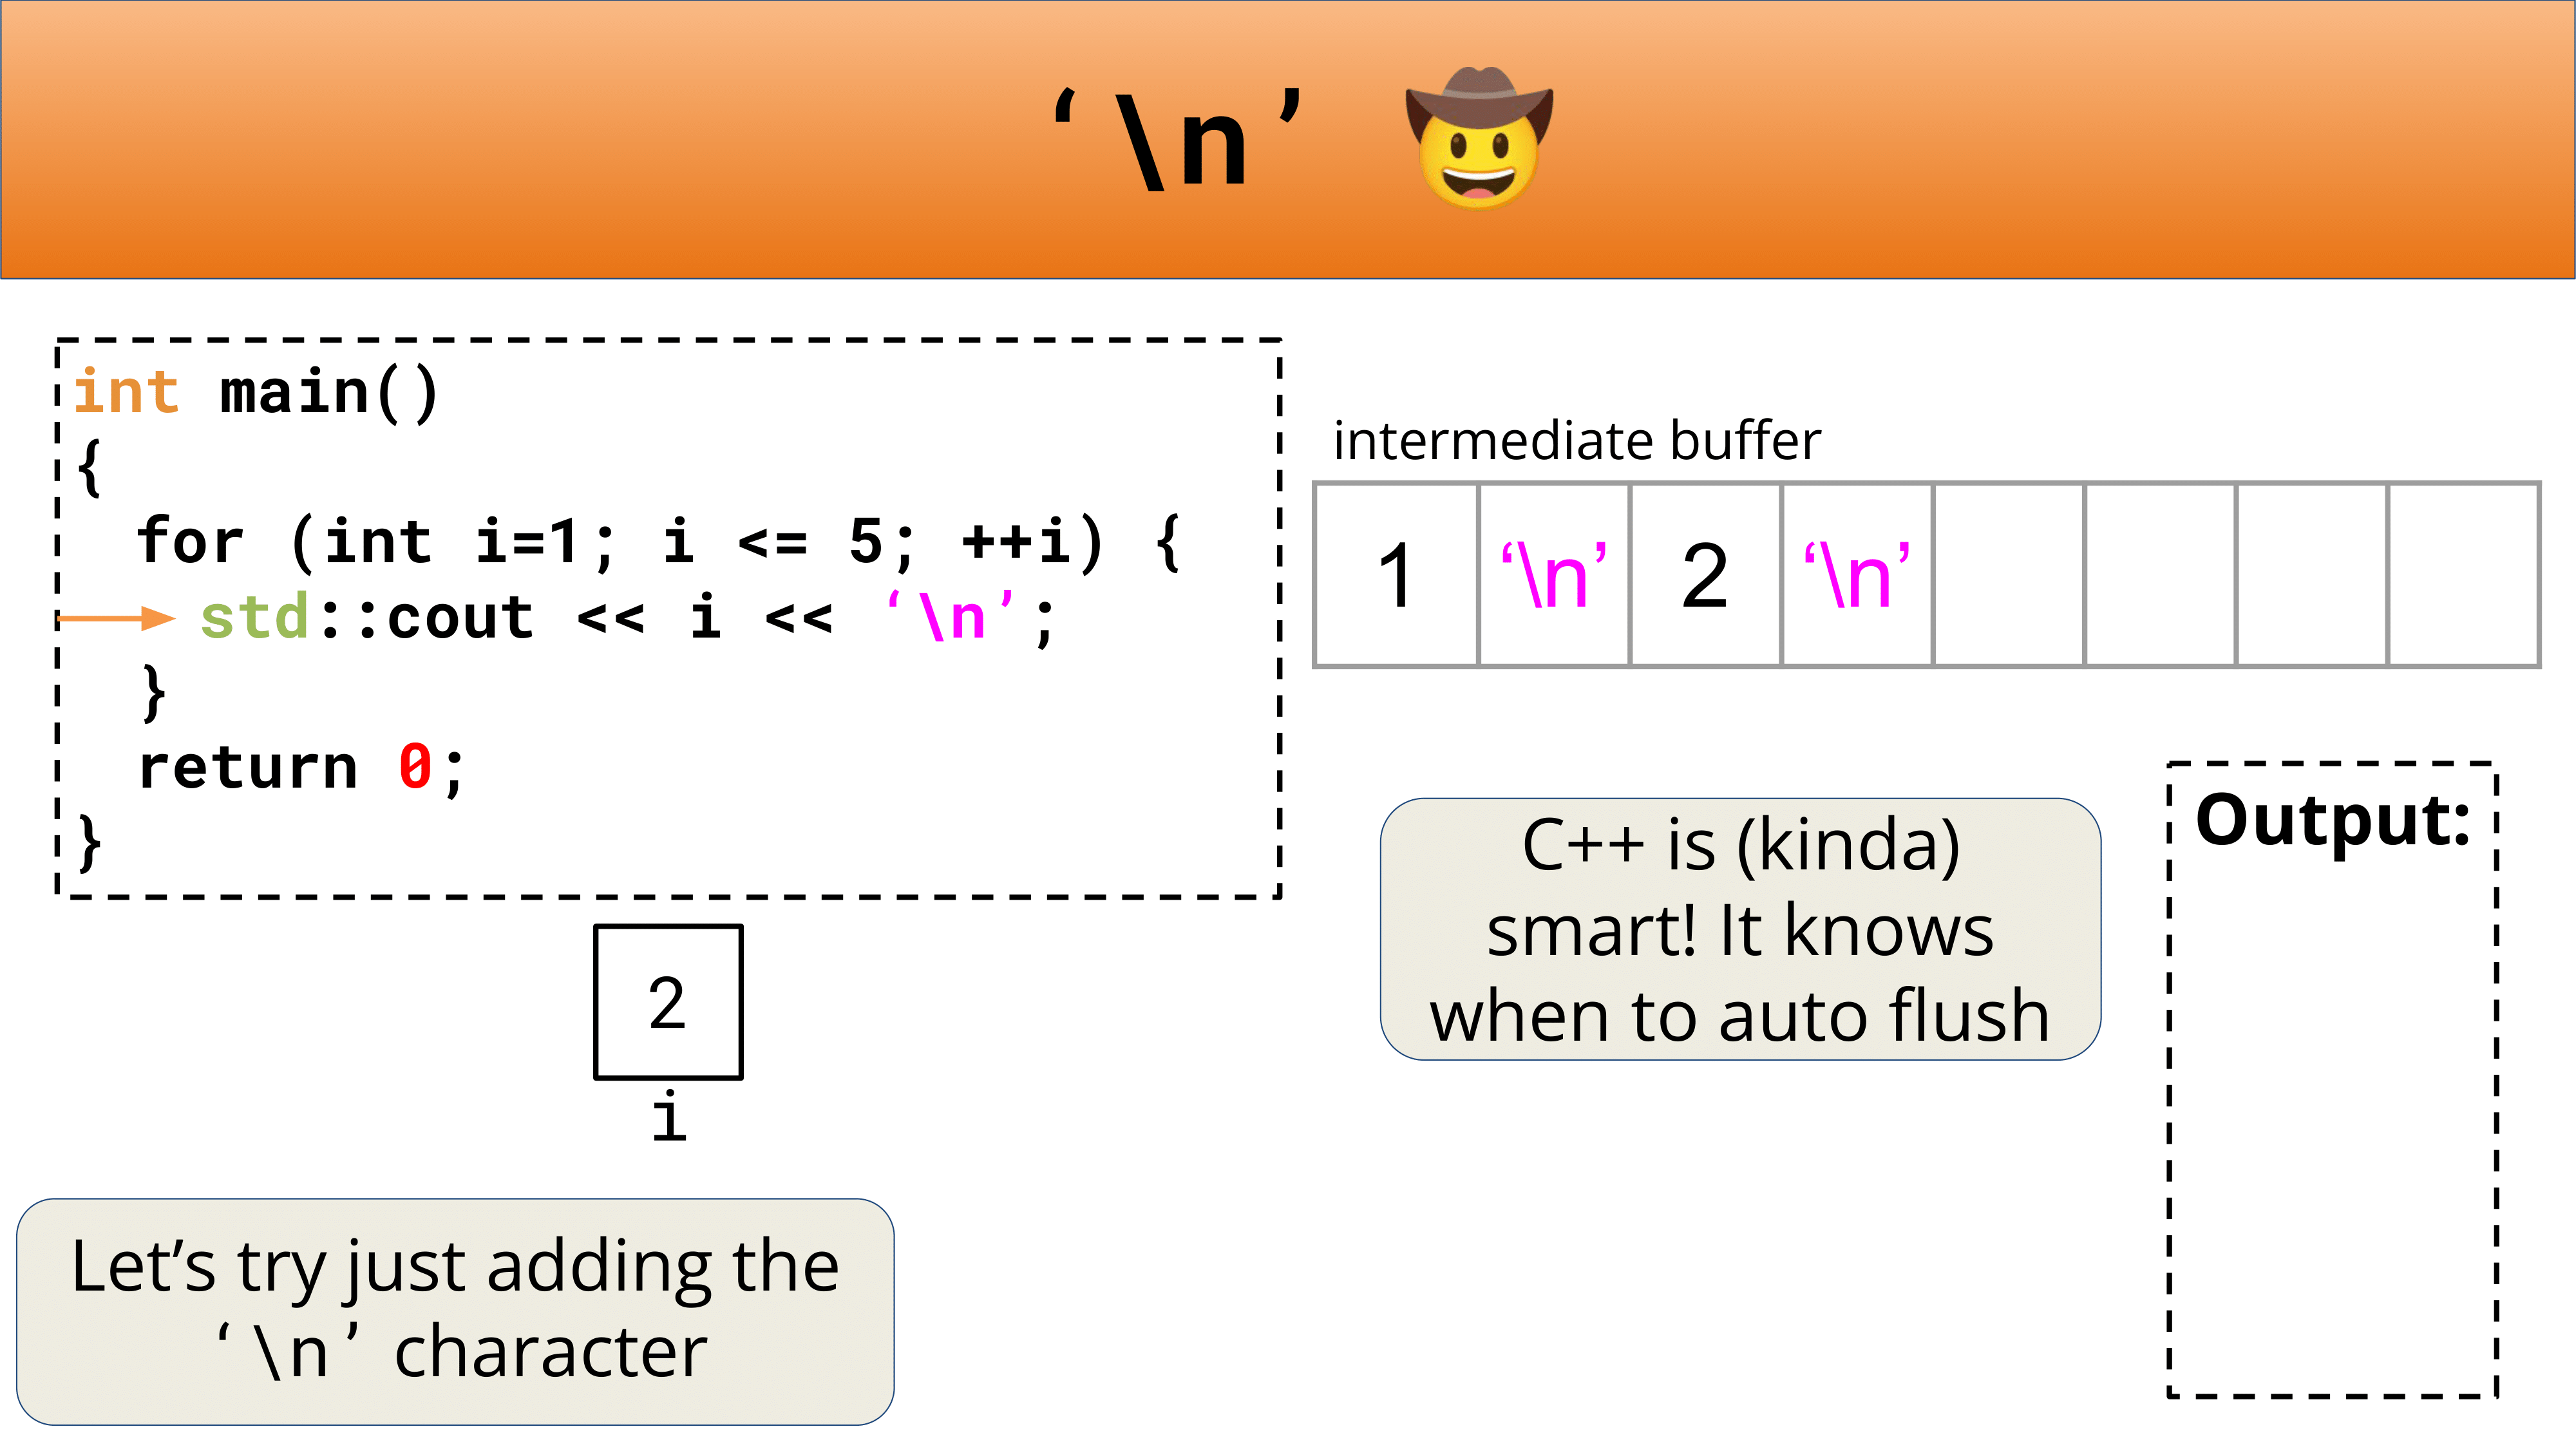 ‘\n’ 🤠
int main()
{
  for (int i=1; i <= 5; ++i) {
    std::cout << i << ‘\n’;
  }
  return 0;
}
intermediate buffer
1 ‘\n’ 2 ‘\n’
C++ is (kinda)
smart! It knows
when to auto flush
Output:
2
i
Let’s try just adding the
‘\n’ character